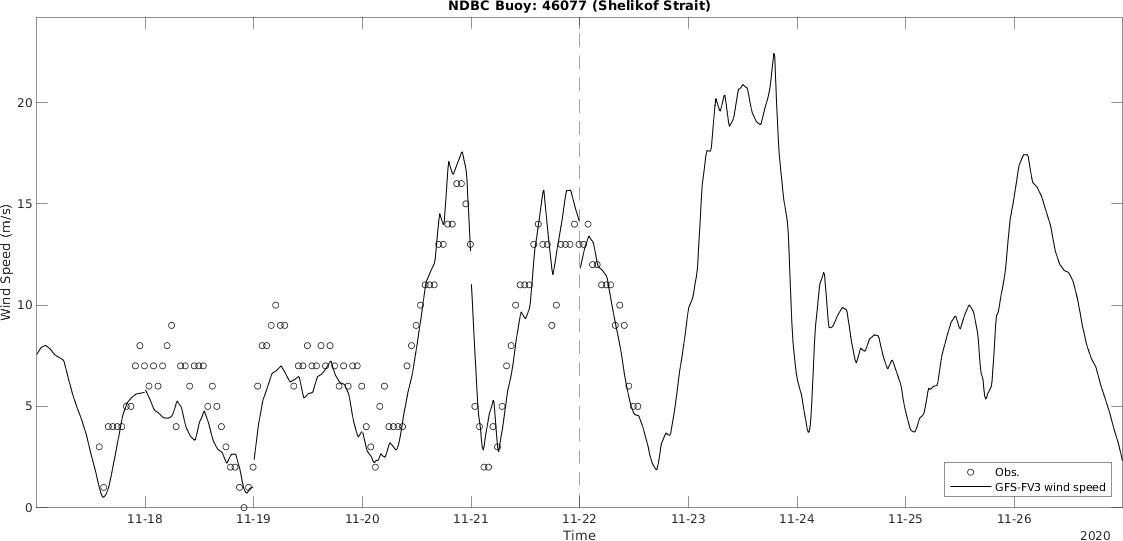 NDBC Buoy: 46077 (Shelikof Strait)
Wind Speed (m/s)
20
15
10
5
0
11-18 11-19 11-20 11-21 11-22 11-23 11-24 11-25 11-26
Time
2020
Obs.
GFS-FV3 wind speed